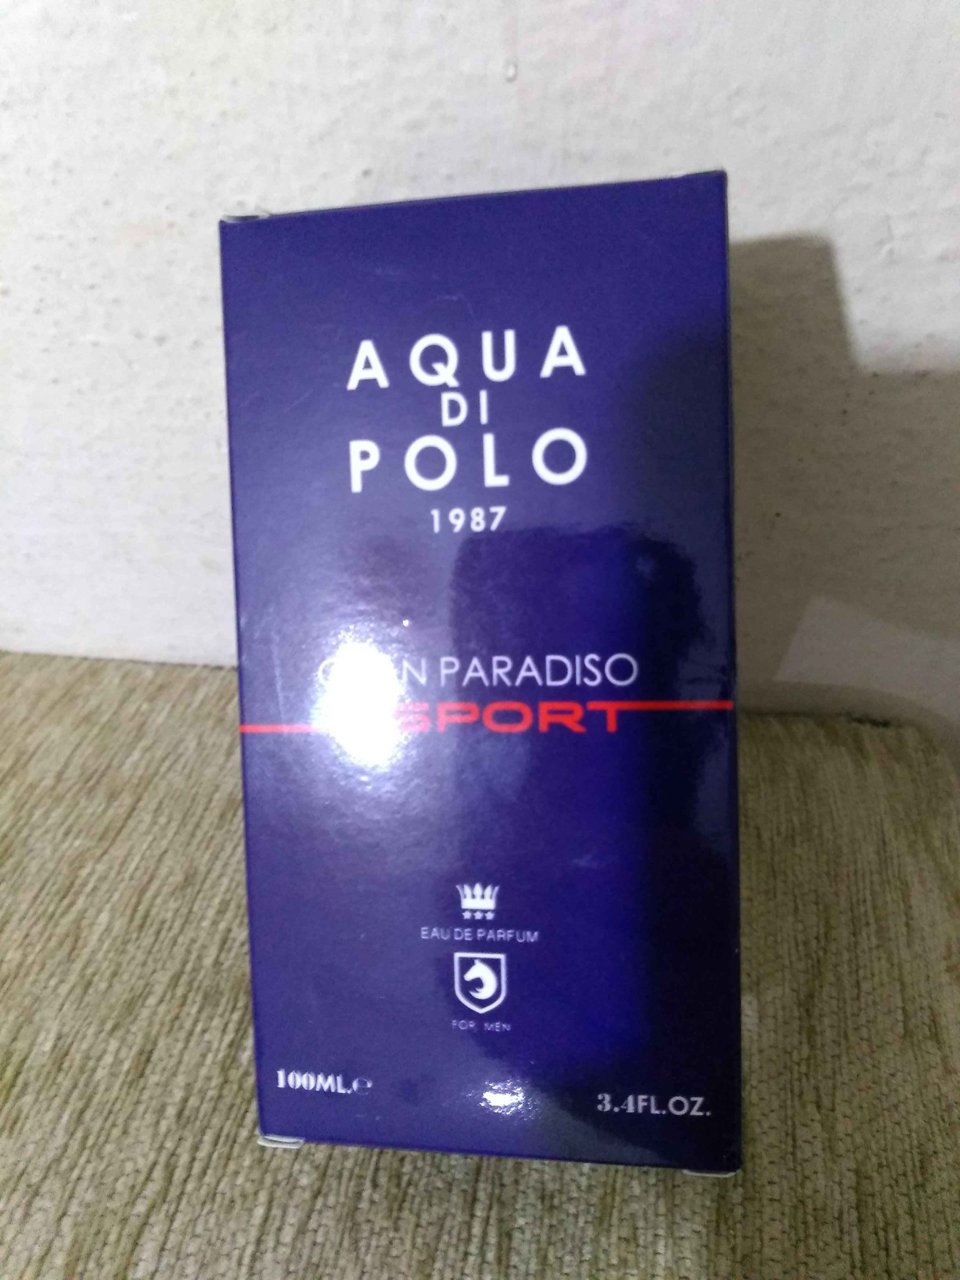 AQUA
DI
POLO
1987
PARADISO
SPORT
EAU DE PARFUM
FOR MEN
100ML.℮
3.4FL.OZ.